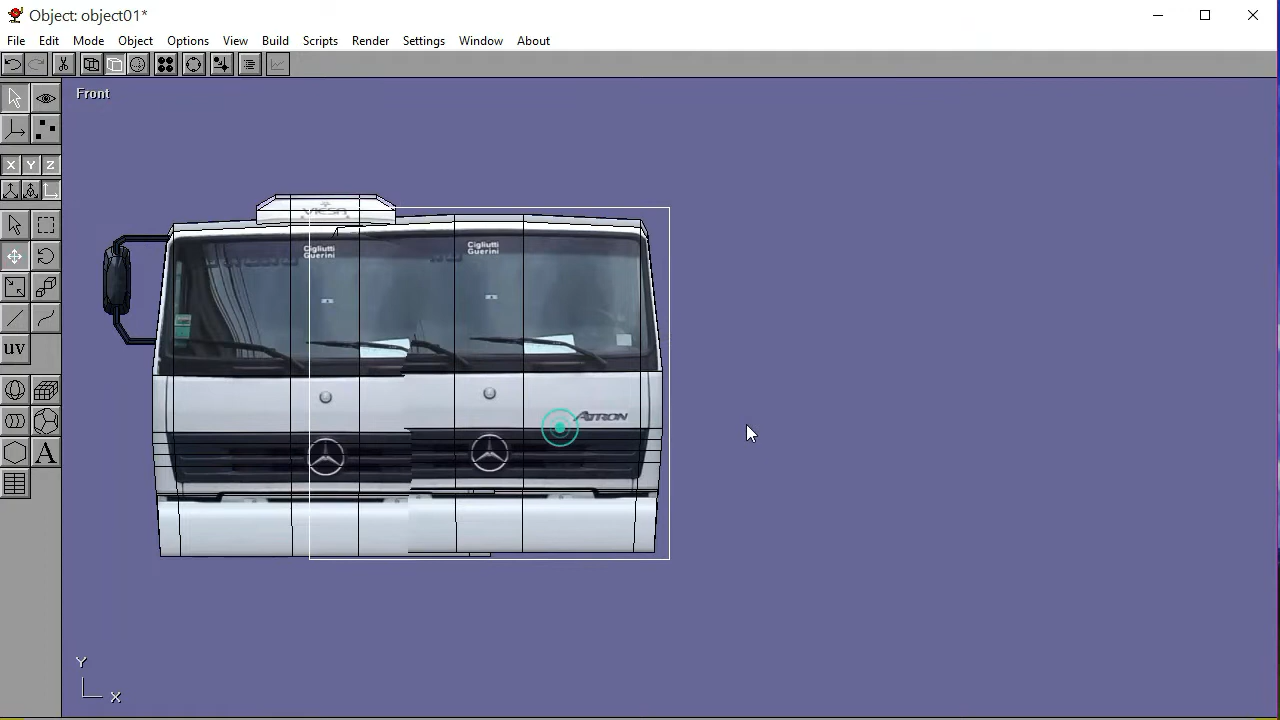 Object: object01*
File Edit Mode Object Options View Build Scripts Render Settings Window About
Front
X Y Z
uv
A
VIESA
Cigliutti
Guerini
Cigliutti
Guerini
ATRON
Y
X